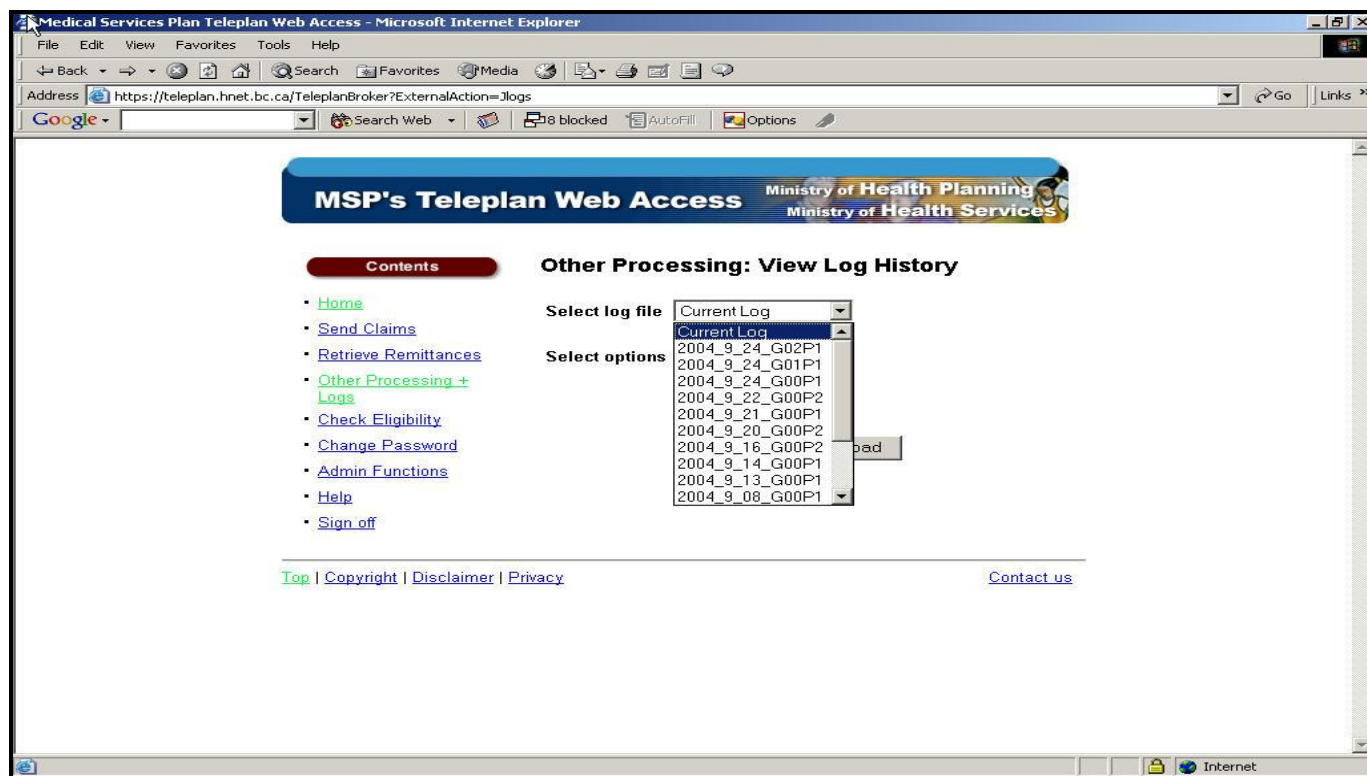 Medical Services Plan Teleplan Web Access - Microsoft Internet Explorer
File Edit View Favorites Tools Help
Back Search Favorites Media
Address https://teleplan.hnet.bc.ca/TeleplanBroker?ExternalAction=Jlogs Go Links »
Google Search Web 18 blocked AutoFill Options
MSP's Teleplan Web Access
Ministry of Health Planning
Ministry of Health Services
Contents
Home
Send Claims
Retrieve Remittances
Other Processing +
Logs
Check Eligibility
Change Password
Admin Functions
Help
Sign off
Other Processing: View Log History
Select log file Current Log
Current Log
2004_9_24_G02P1
2004_9_24_G01P1
2004_9_24_G00P1
2004_9_22_G00P2
2004_9_21_G00P1
2004_9_20_G00P2
2004_9_16_G00P2
2004_9_14_G00P1
2004_9_13_G00P1
2004_9_08_G00P1
Select options
oad
Top | Copyright | Disclaimer | Privacy
Contact us
Internet